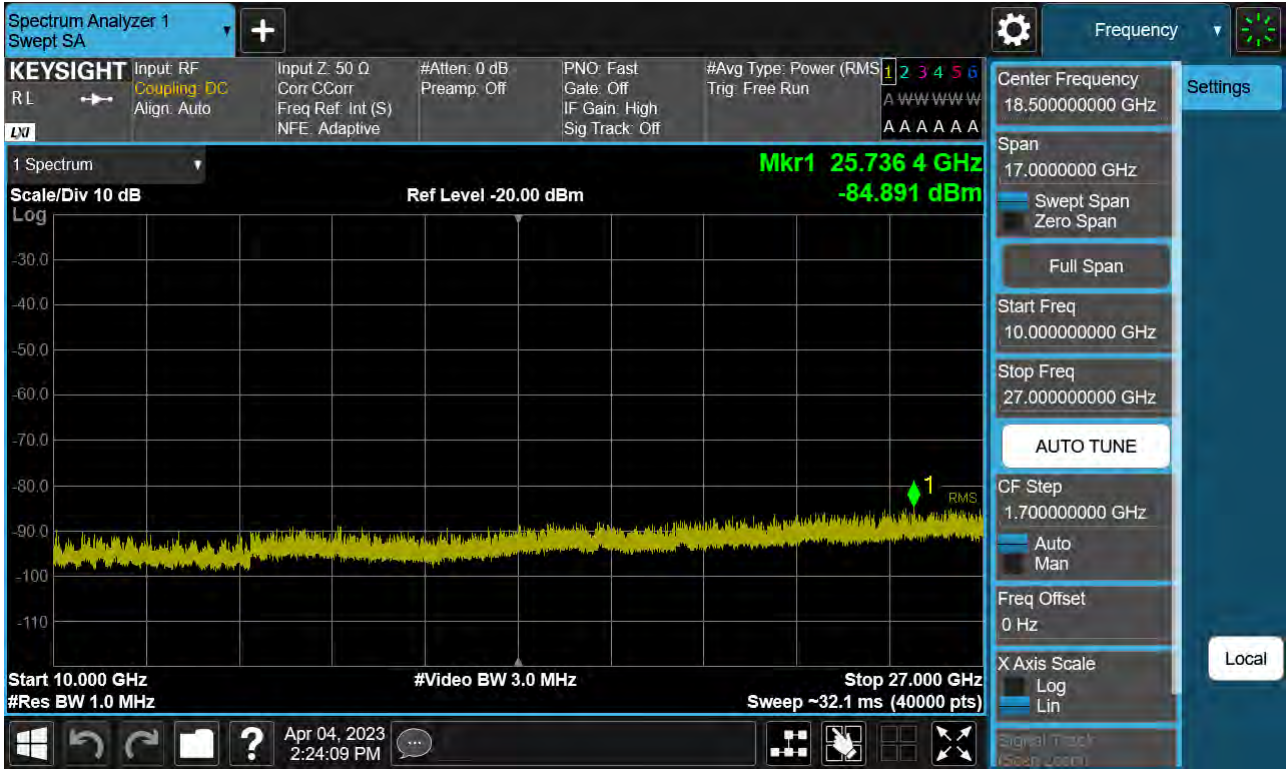 Spectrum Analyzer 1
Swept SA
+
Frequency
KEYSIGHT
R L
LXI
Input: RF
Coupling: DC
Align: Auto
Input Z: 50 Ω
Corr CCorr
Freq Ref: Int (S)
NFE: Adaptive
#Atten: 0 dB
Preamp: Off
PNO: Fast
Gate: Off
IF Gain: High
Sig Track: Off
#Avg Type: Power (RMS
Trig: Free Run
1 2 3 4 5 6
A W W W W W
A A A A A A
1 Spectrum
Scale/Div 10 dB
Log
Ref Level -20.00 dBm
Mkr1 25.736 4 GHz
-84.891 dBm
-30.0
-40.0
-50.0
-60.0
-70.0
-80.0
-90.0
-100
-110
1
RMS
Start 10.000 GHz
#Res BW 1.0 MHz
#Video BW 3.0 MHz
Stop 27.000 GHz
Sweep ~32.1 ms (40000 pts)
Center Frequency
18.500000000 GHz
Span
17.0000000 GHz
Swept Span
Zero Span
Full Span
Start Freq
10.000000000 GHz
Stop Freq
27.000000000 GHz
AUTO TUNE
CF Step
1.700000000 GHz
Auto
Man
Freq Offset
0 Hz
X Axis Scale
Log
Lin
Signal Track
(Span Zoom)
Settings
Local
?
Apr 04, 2023
2:24:09 PM